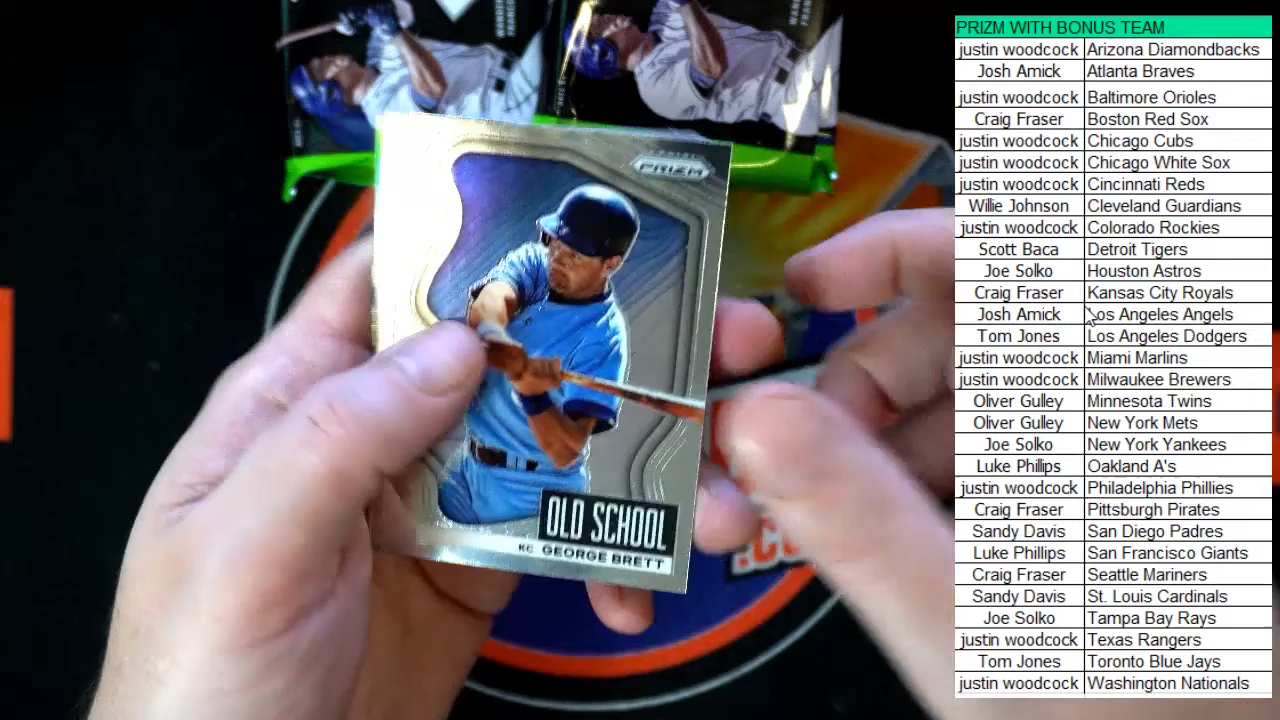 WANDER
FRANCO
WANDER
PANINI
PRIZM
OLD SCHOOL
KC GEORGE BRETT
.CO
PRIZM WITH BONUS TEAM
justin woodcock Arizona Diamondbacks
Josh Amick Atlanta Braves
justin woodcock Baltimore Orioles
Craig Fraser Boston Red Sox
justin woodcock Chicago Cubs
justin woodcock Chicago White Sox
justin woodcock Cincinnati Reds
Willie Johnson Cleveland Guardians
justin woodcock Colorado Rockies
Scott Baca Detroit Tigers
Joe Solko Houston Astros
Craig Fraser Kansas City Royals
Josh Amick Los Angeles Angels
Tom Jones Los Angeles Dodgers
justin woodcock Miami Marlins
justin woodcock Milwaukee Brewers
Oliver Gulley Minnesota Twins
Oliver Gulley New York Mets
Joe Solko New York Yankees
Luke Phillips Oakland A's
justin woodcock Philadelphia Phillies
Craig Fraser Pittsburgh Pirates
Sandy Davis San Diego Padres
Luke Phillips San Francisco Giants
Craig Fraser Seattle Mariners
Sandy Davis St. Louis Cardinals
Joe Solko Tampa Bay Rays
justin woodcock Texas Rangers
Tom Jones Toronto Blue Jays
justin woodcock Washington Nationals